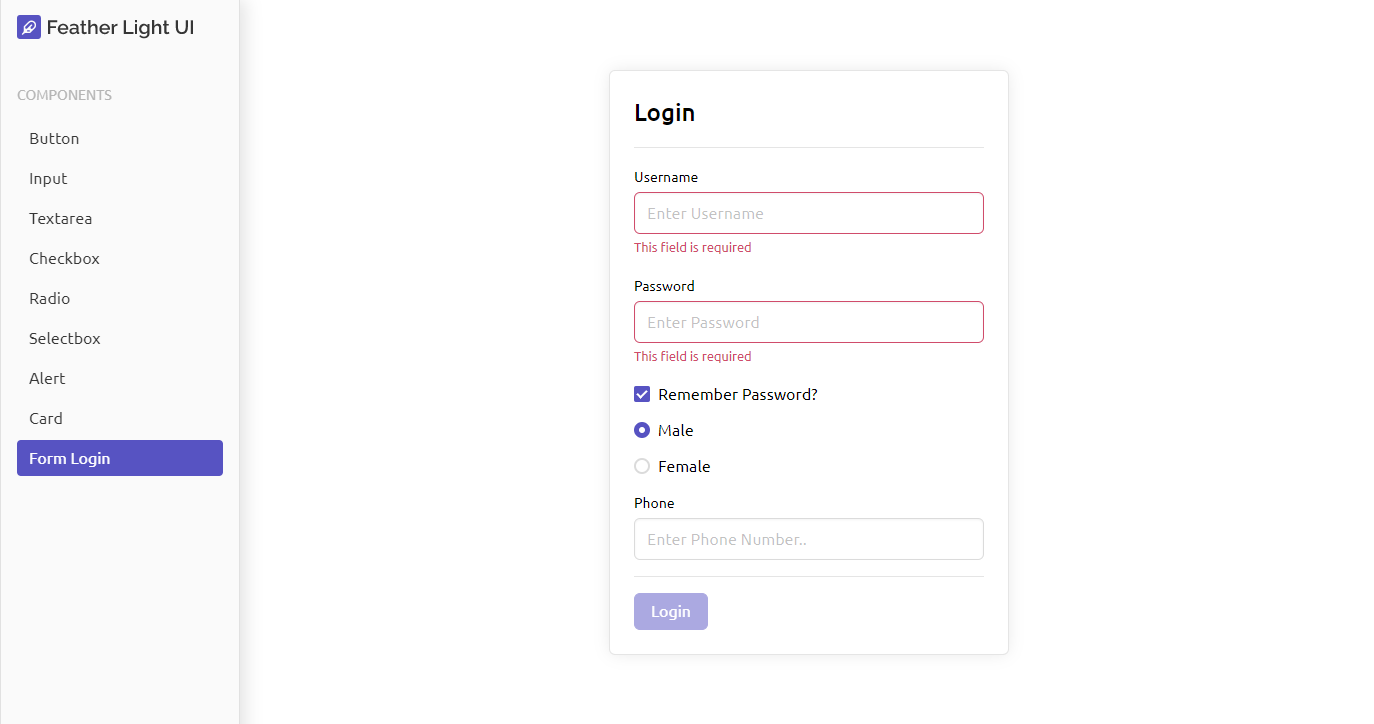 Feather Light UI
COMPONENTS
Button
Input
Textarea
Checkbox
Radio
Selectbox
Alert
Card
Form Login
Login
Username
Enter Username
This field is required
Password
Enter Password
This field is required
Remember Password?
Male
Female
Phone
Enter Phone Number..
Login